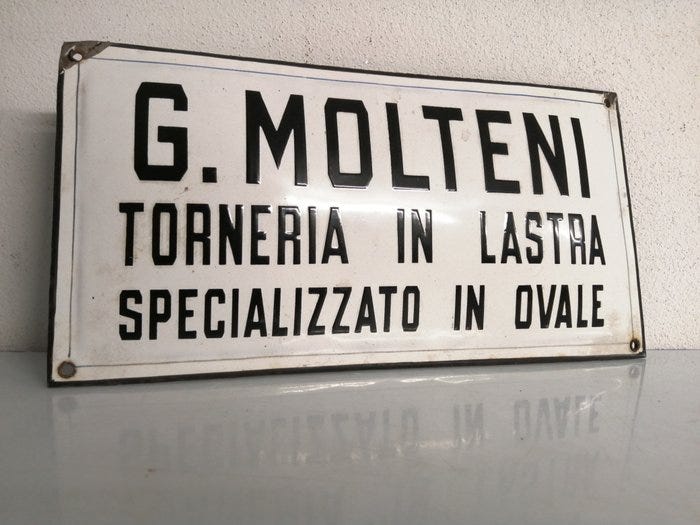 G. MOLTENI
TORNERIA IN LASTRA
SPECIALIZZATO IN OVALE